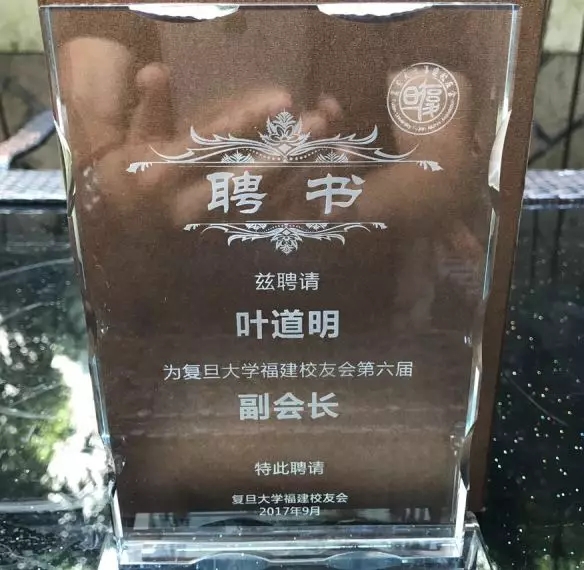 聘书
兹聘请
叶道明
为复旦大学福建校友会第六届
副会长
特此聘请
复旦大学福建校友会
2017年9月